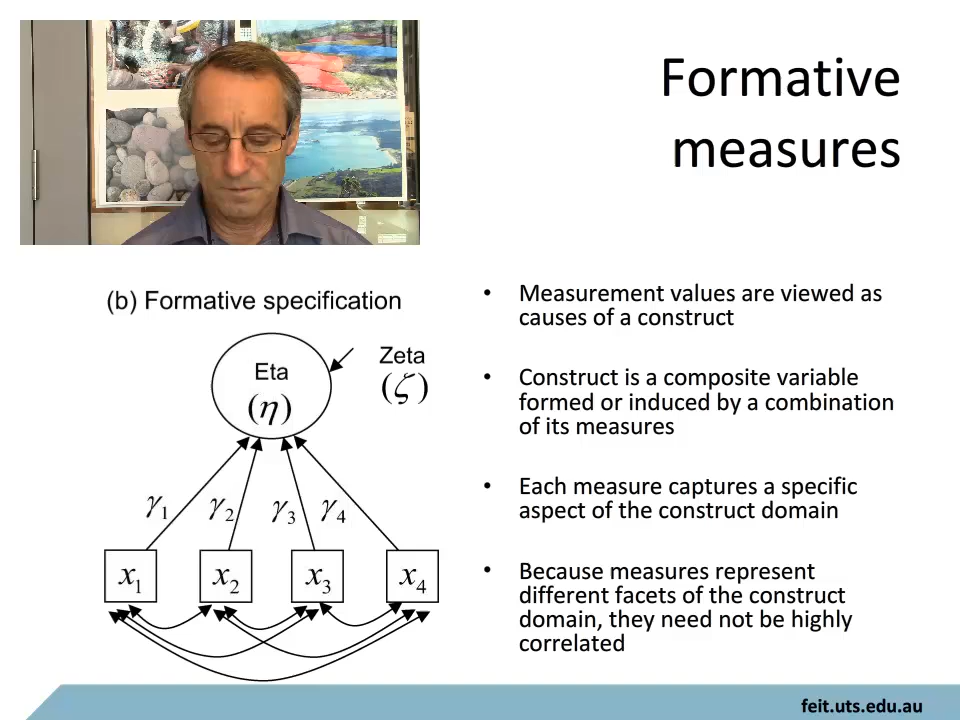 Formative
measures
(b) Formative specification
Eta
(η)
Zeta
(ζ)
γ1
γ2
γ3
γ4
x1
x2
x3
x4
• Measurement values are viewed as
causes of a construct
• Construct is a composite variable
formed or induced by a combination
of its measures
• Each measure captures a specific
aspect of the construct domain
• Because measures represent
different facets of the construct
domain, they need not be highly
correlated
feit.uts.edu.au